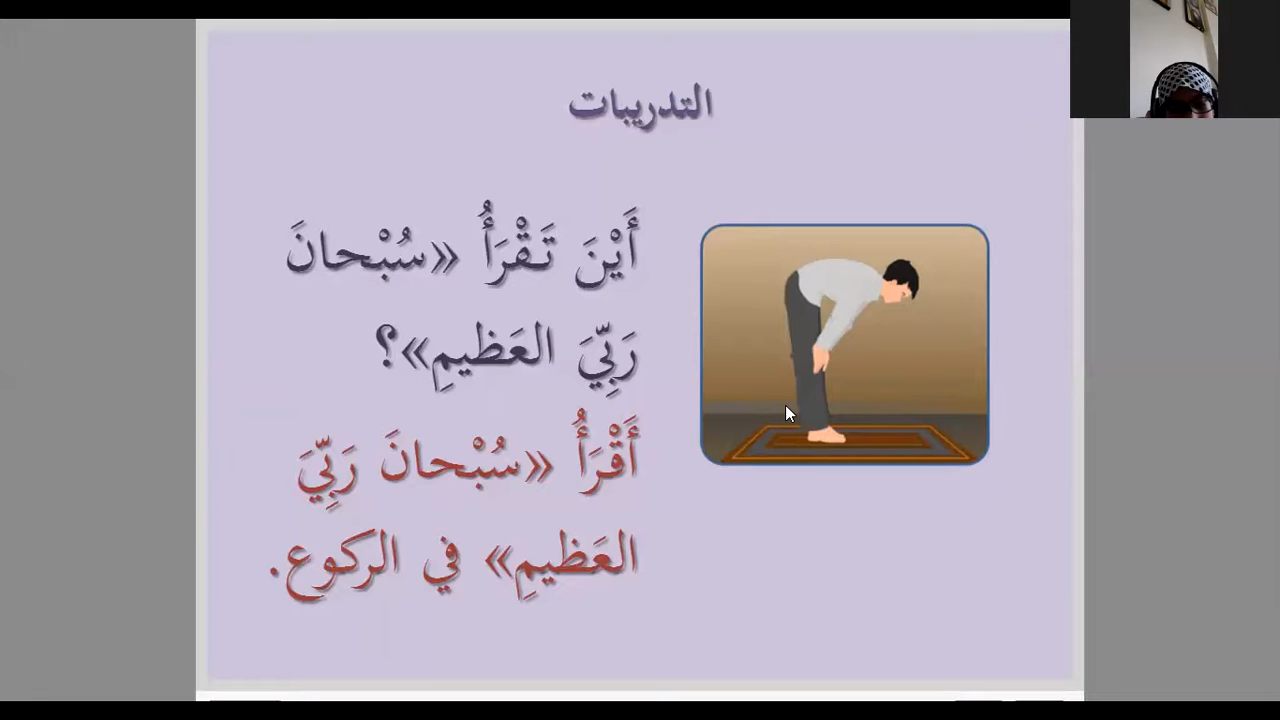 التدريبات
أَيْنَ تَقْرَأُ «سُبْحانَ
رَبِّيَ العَظيمِ»؟
أَقْرَأُ «سُبْحانَ رَبِّيَ
العَظيمِ» في الركوع.